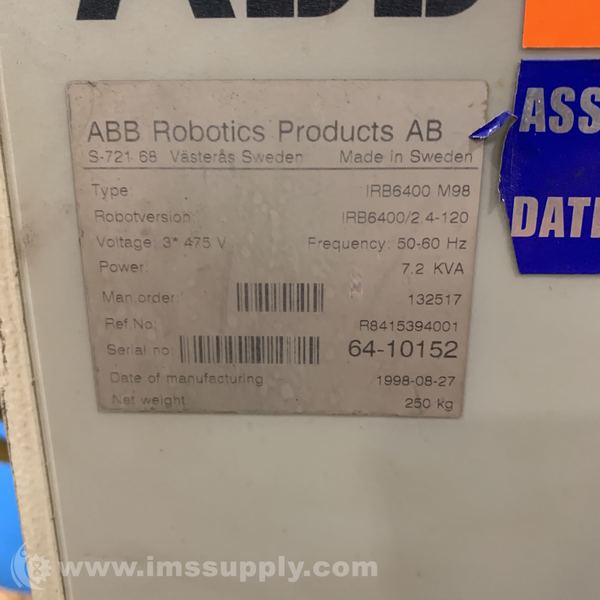 ABB
ASS
DATE
ABB Robotics Products AB
S-721 68 Västerås Sweden Made in Sweden
Type: IRB6400 M98
Robotversion: IRB6400/2.4-120
Voltage: 3* 475 V Frequency: 50-60 Hz
Power: 7.2 KVA
Man.order: 132517
Ref.No: R8415394001
Serial no: 64-10152
Date of manufacturing 1998-08-27
Net weight 250 kg
www.imssupply.com